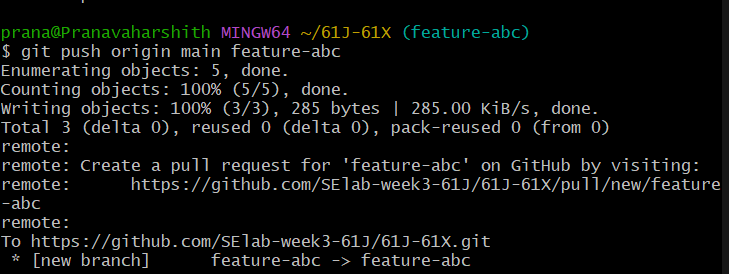 prana@Pranavaharshith MINGW64 ~/61J-61X (feature-abc)
$ git push origin main feature-abc
Enumerating objects: 5, done.
Counting objects: 100% (5/5), done.
Writing objects: 100% (3/3), 285 bytes | 285.00 KiB/s, done.
Total 3 (delta 0), reused 0 (delta 0), pack-reused 0 (from 0)
remote:
remote: Create a pull request for 'feature-abc' on GitHub by visiting:
remote:      https://github.com/SElab-week3-61J/61J-61X/pull/new/feature
-abc
remote:
To https://github.com/SElab-week3-61J/61J-61X.git
 * [new branch]      feature-abc -> feature-abc